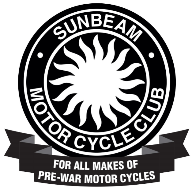 SUNBEAM
MOTOR CYCLE CLUB
FOR ALL MAKES OF
PRE-WAR MOTOR CYCLES